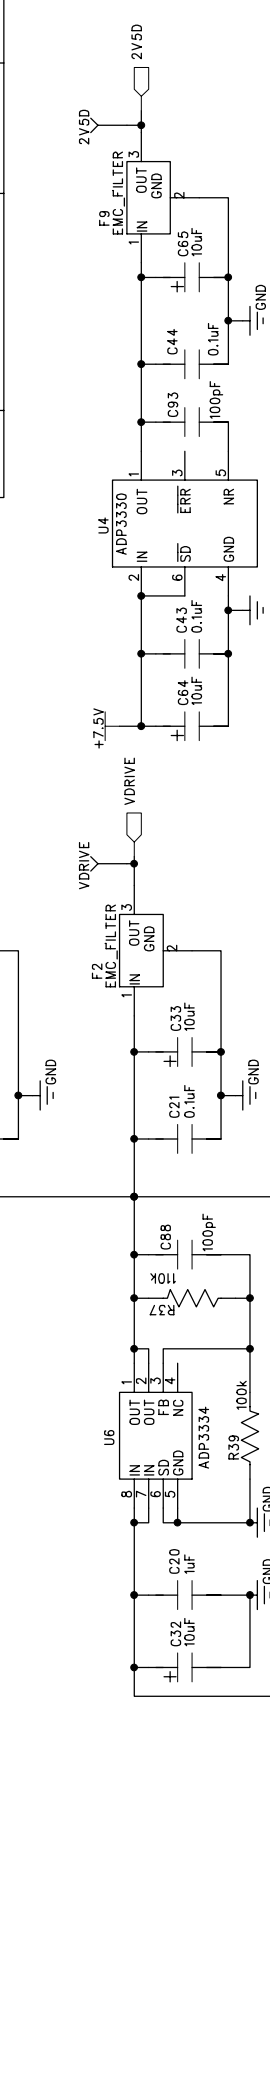 2V5D
2V5D
F9
EMC_FILTER
IN
OUT
GND
1
3
2
C65
10uF
+
C44
0.1uF
C93
100pF
GND
U4
ADP3330
IN
OUT
SD
ERR
GND
NR
2
1
6
3
4
5
C43
0.1uF
C64
10uF
+
+7.5V
VDRIVE
VDRIVE
F2
EMC_FILTER
IN
OUT
GND
1
3
2
C33
10uF
+
C21
0.1uF
GND
GND
C88
100pF
R37
110k
U6
ADP3334
IN
IN
SD
GND
OUT
OUT
FB
NC
8
7
6
5
1
2
3
4
R39
100k
GND
C20
1uF
C32
10uF
+
GND